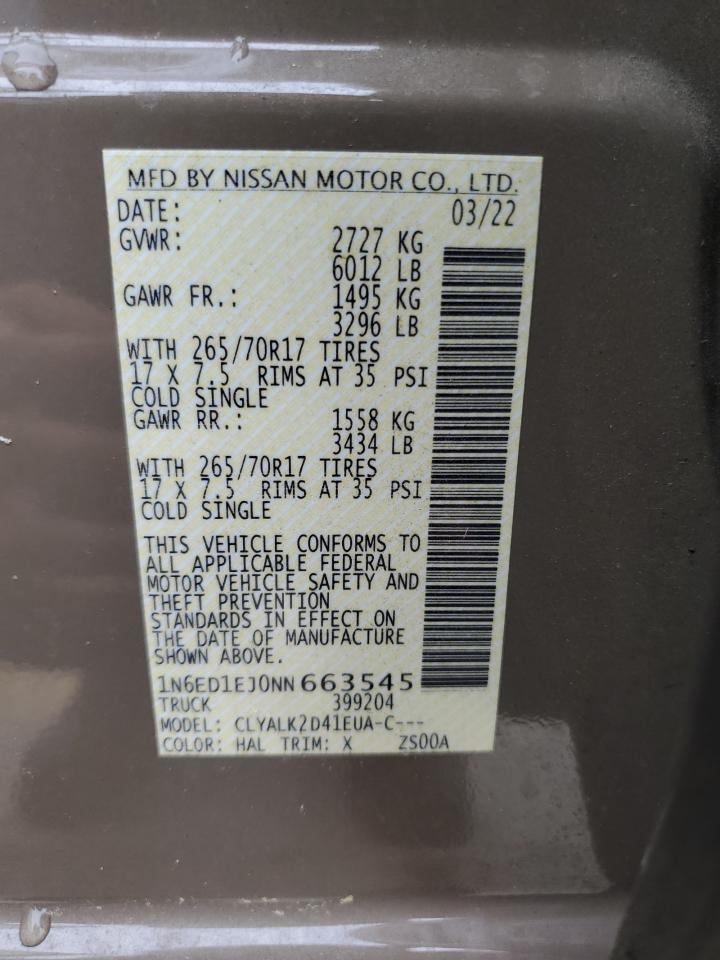 MFD BY NISSAN MOTOR CO., LTD.
DATE: 03/22
GVWR: 2727 KG
6012 LB
GAWR FR.: 1495 KG
3296 LB
WITH 265/70R17 TIRES
17 X 7.5 RIMS AT 35 PSI
COLD SINGLE
GAWR RR.: 1558 KG
3434 LB
WITH 265/70R17 TIRES
17 X 7.5 RIMS AT 35 PSI
COLD SINGLE
THIS VEHICLE CONFORMS TO
ALL APPLICABLE FEDERAL
MOTOR VEHICLE SAFETY AND
THEFT PREVENTION
STANDARDS IN EFFECT ON
THE DATE OF MANUFACTURE
SHOWN ABOVE.
1N6ED1EJ0NN663545
TRUCK 399204
MODEL: CLYALK2D41EUA-C---
COLOR: HAL TRIM: X ZS00A